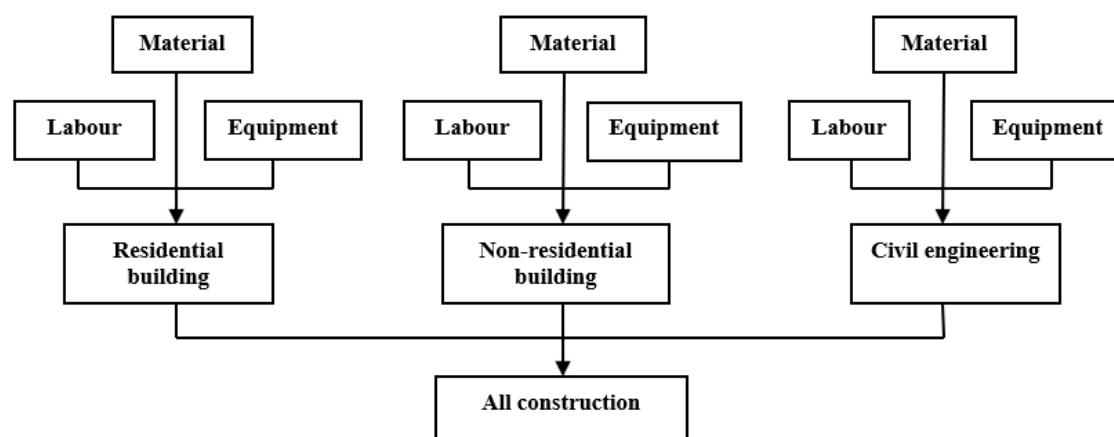 Material
Material
Material
Labour
Equipment
Labour
Equipment
Labour
Equipment
Residential
building
Non-residential
building
Civil engineering
All construction